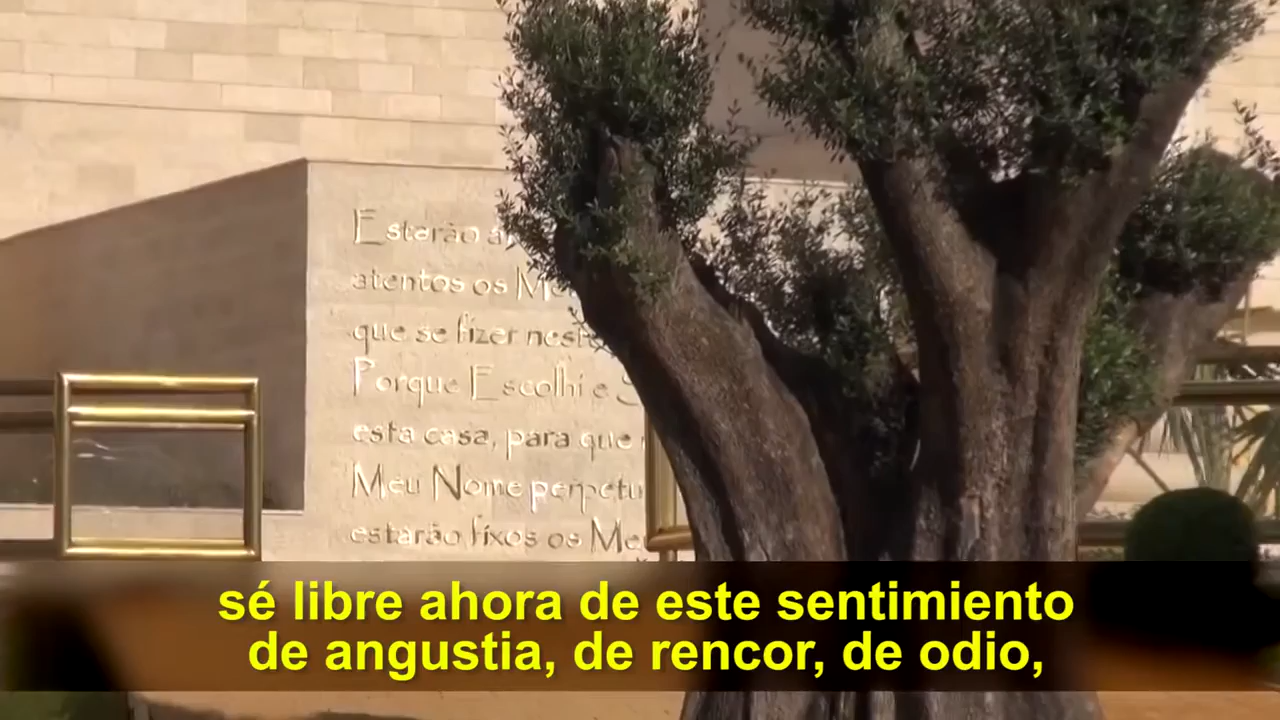 Estarão a
atentos os Me
que se fizer nest
Porque Escolhi e S
esta casa, para que
Meu Nome perpetu
estarão fixos os Meu
sé libre ahora de este sentimiento
de angustia, de rencor, de odio,